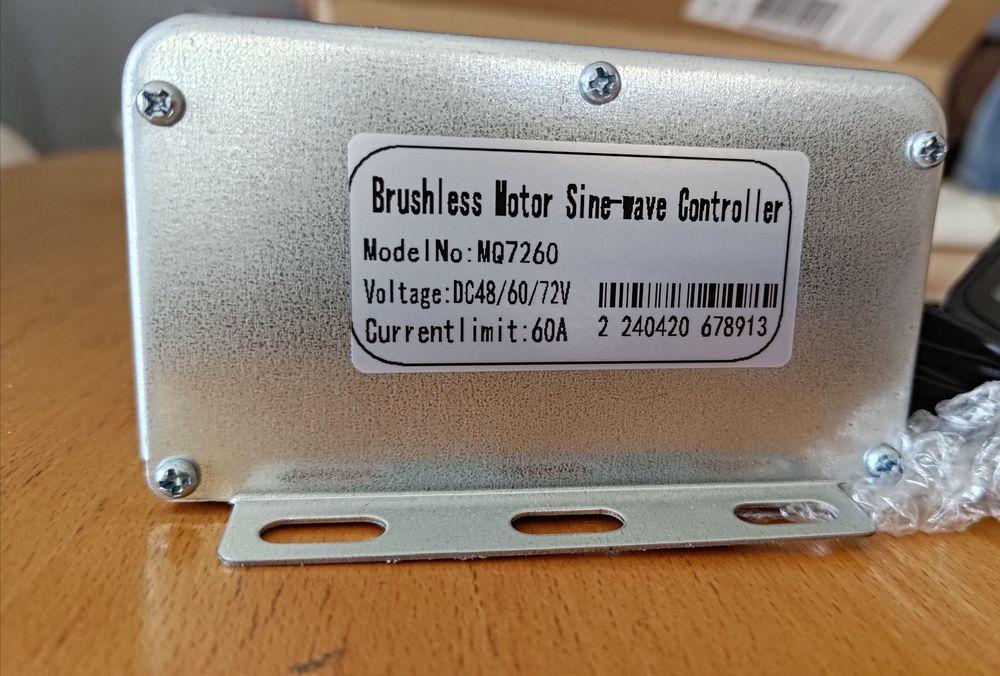 Brushless Motor Sine-wave Controller
ModelNo:MQ7260
Voltage:DC48/60/72V
Currentlimit:60A
2 240420 678913